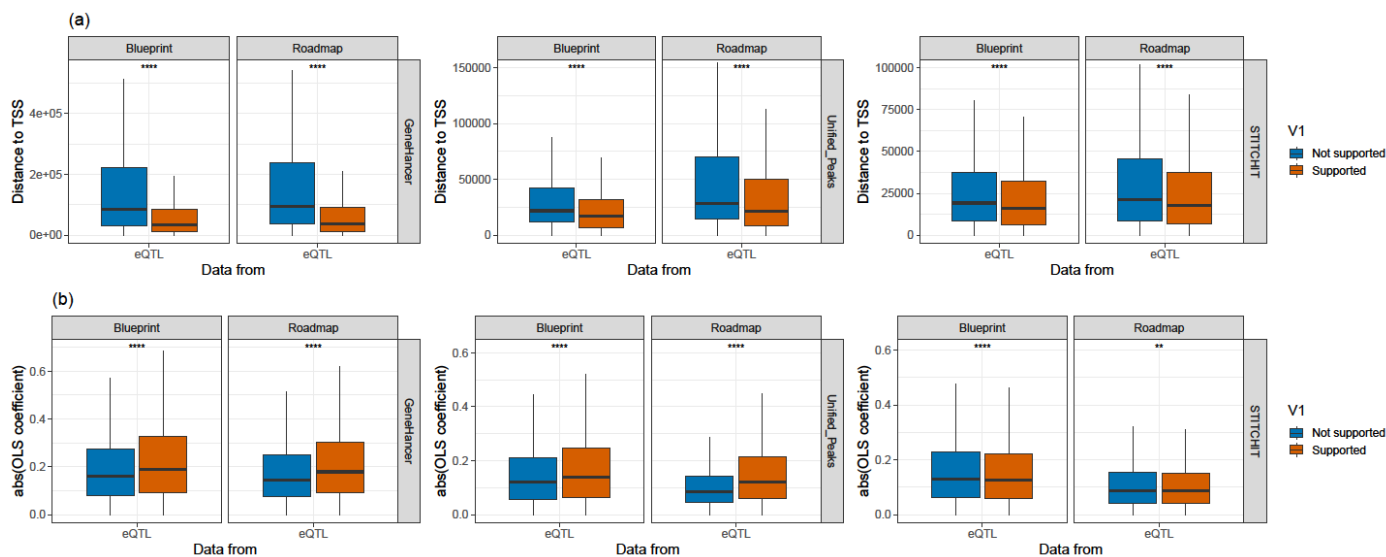 (a)
Blueprint
Roadmap
****
****
GeneHancer
Distance to TSS
4e+05
2e+05
0e+00
eQTL
eQTL
Data from
Blueprint
Roadmap
****
****
Unified_Peaks
Distance to TSS
150000
100000
50000
0
eQTL
eQTL
Data from
Blueprint
Roadmap
****
****
STITCHIT
Distance to TSS
100000
75000
50000
25000
0
eQTL
eQTL
Data from
V1
Not supported
Supported
(b)
Blueprint
Roadmap
****
****
GeneHancer
abs(OLS coefficient)
0.6
0.4
0.2
0.0
eQTL
eQTL
Data from
Blueprint
Roadmap
****
****
Unified_Peaks
abs(OLS coefficient)
0.6
0.4
0.2
0.0
eQTL
eQTL
Data from
Blueprint
Roadmap
****
**
STITCHIT
abs(OLS coefficient)
0.6
0.4
0.2
0.0
eQTL
eQTL
Data from
V1
Not supported
Supported